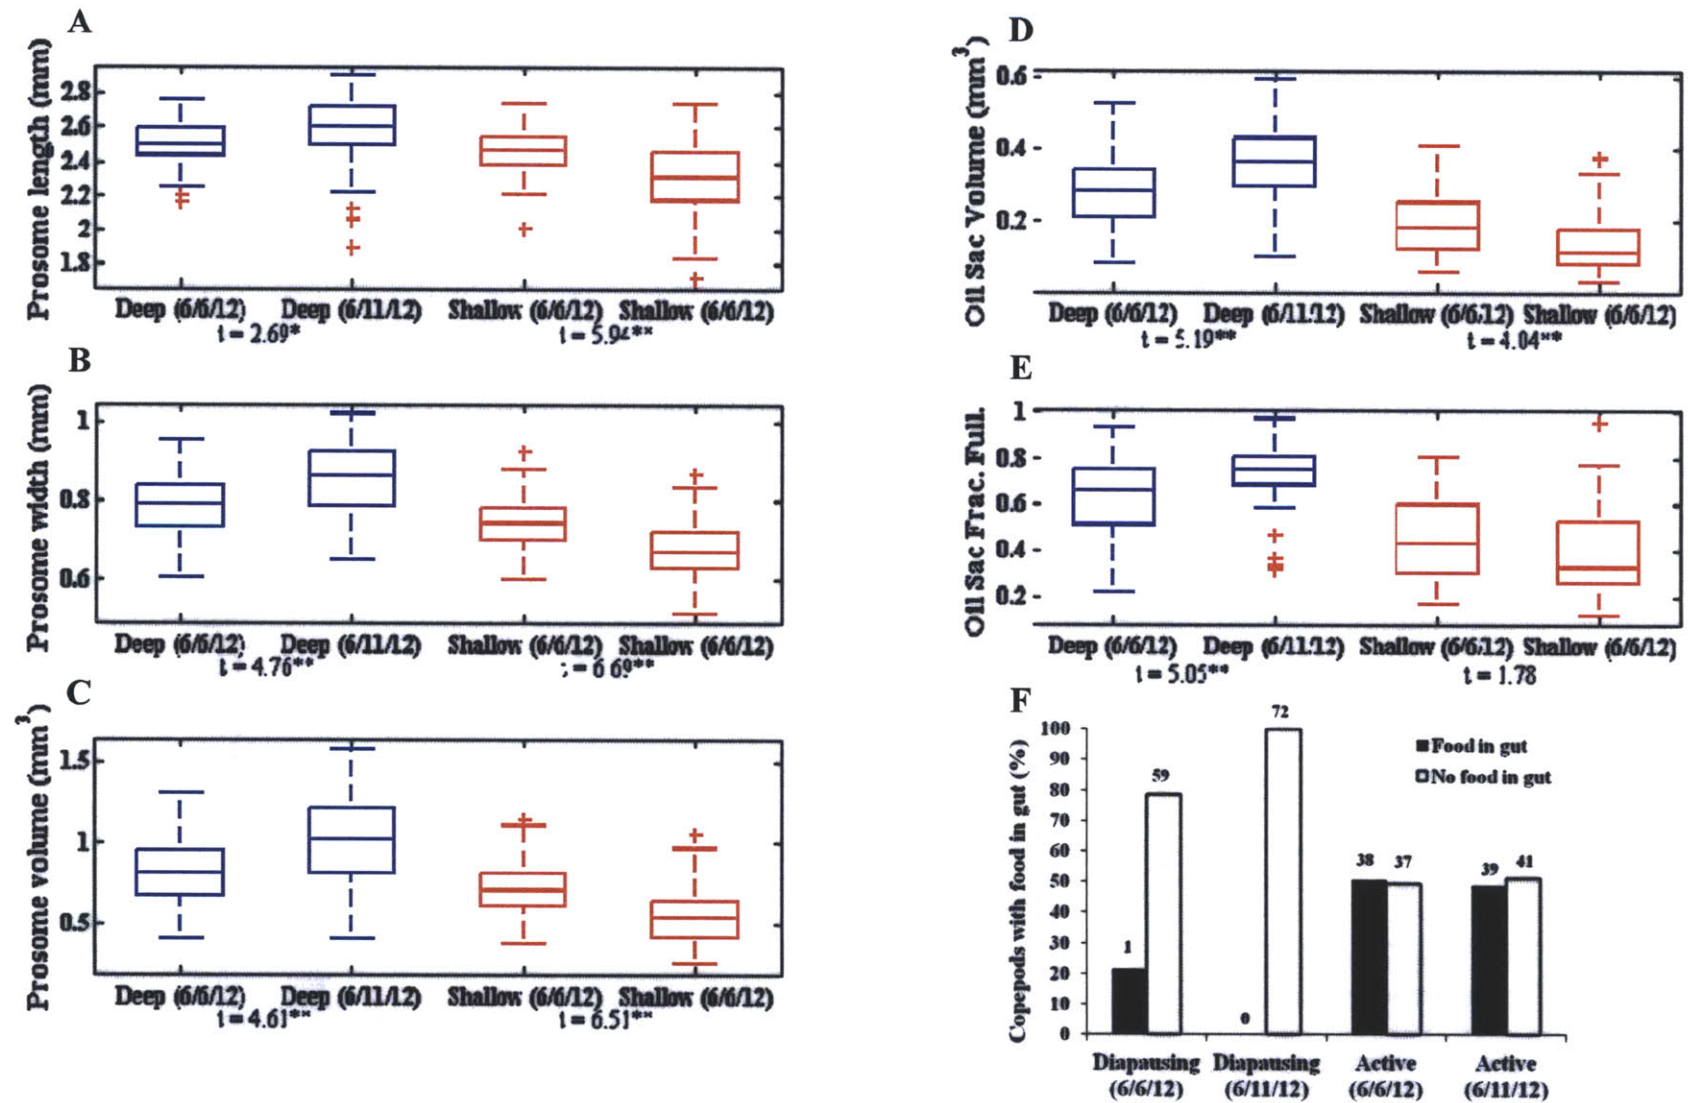 A
Prosome length (mm)
2.8
2.6
2.4
2.2
2
1.8
Deep (6/6/12) Deep (6/11/12) Shallow (6/6/12) Shallow (6/6/12)
t = 2.69* t = 5.94**
B
Prosome width (mm)
1
0.8
0.6
Deep (6/6/12) Deep (6/11/12) Shallow (6/6/12) Shallow (6/6/12)
t = 4.76** t = 6.69**
C
Prosome volume (mm³)
1.5
1
0.5
Deep (6/6/12) Deep (6/11/12) Shallow (6/6/12) Shallow (6/6/12)
t = 4.61** t = 6.51**
D
Oil Sac Volume (mm³)
0.6
0.4
0.2
Deep (6/6/12) Deep (6/11/12) Shallow (6/6/12) Shallow (6/6/12)
t = 5.19** t = 4.04**
E
Oil Sac Frac. Full.
1
0.8
0.6
0.4
0.2
Deep (6/6/12) Deep (6/11/12) Shallow (6/6/12) Shallow (6/6/12)
t = 5.05** t = 1.78
F
Copepods with food in gut (%)
100
90
80
70
60
50
40
30
20
10
0
1 59 0 72 38 37 39 41
Food in gut
No food in gut
Diapausing Diapausing Active Active
(6/6/12) (6/11/12) (6/6/12) (6/11/12)